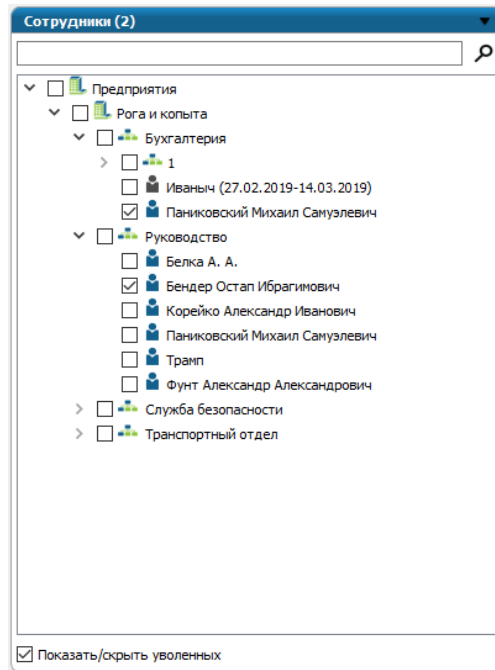 Сотрудники (2)
Предприятия
Рога и копыта
Бухгалтерия
1
Иваныч (27.02.2019-14.03.2019)
Паниковский Михаил Самуэлевич
Руководство
Белка А. А.
Бендер Остап Ибрагимович
Корейко Александр Иванович
Паниковский Михаил Самуэлевич
Трамп
Фунт Александр Александрович
Служба безопасности
Транспортный отдел
Показать/скрыть уволенных